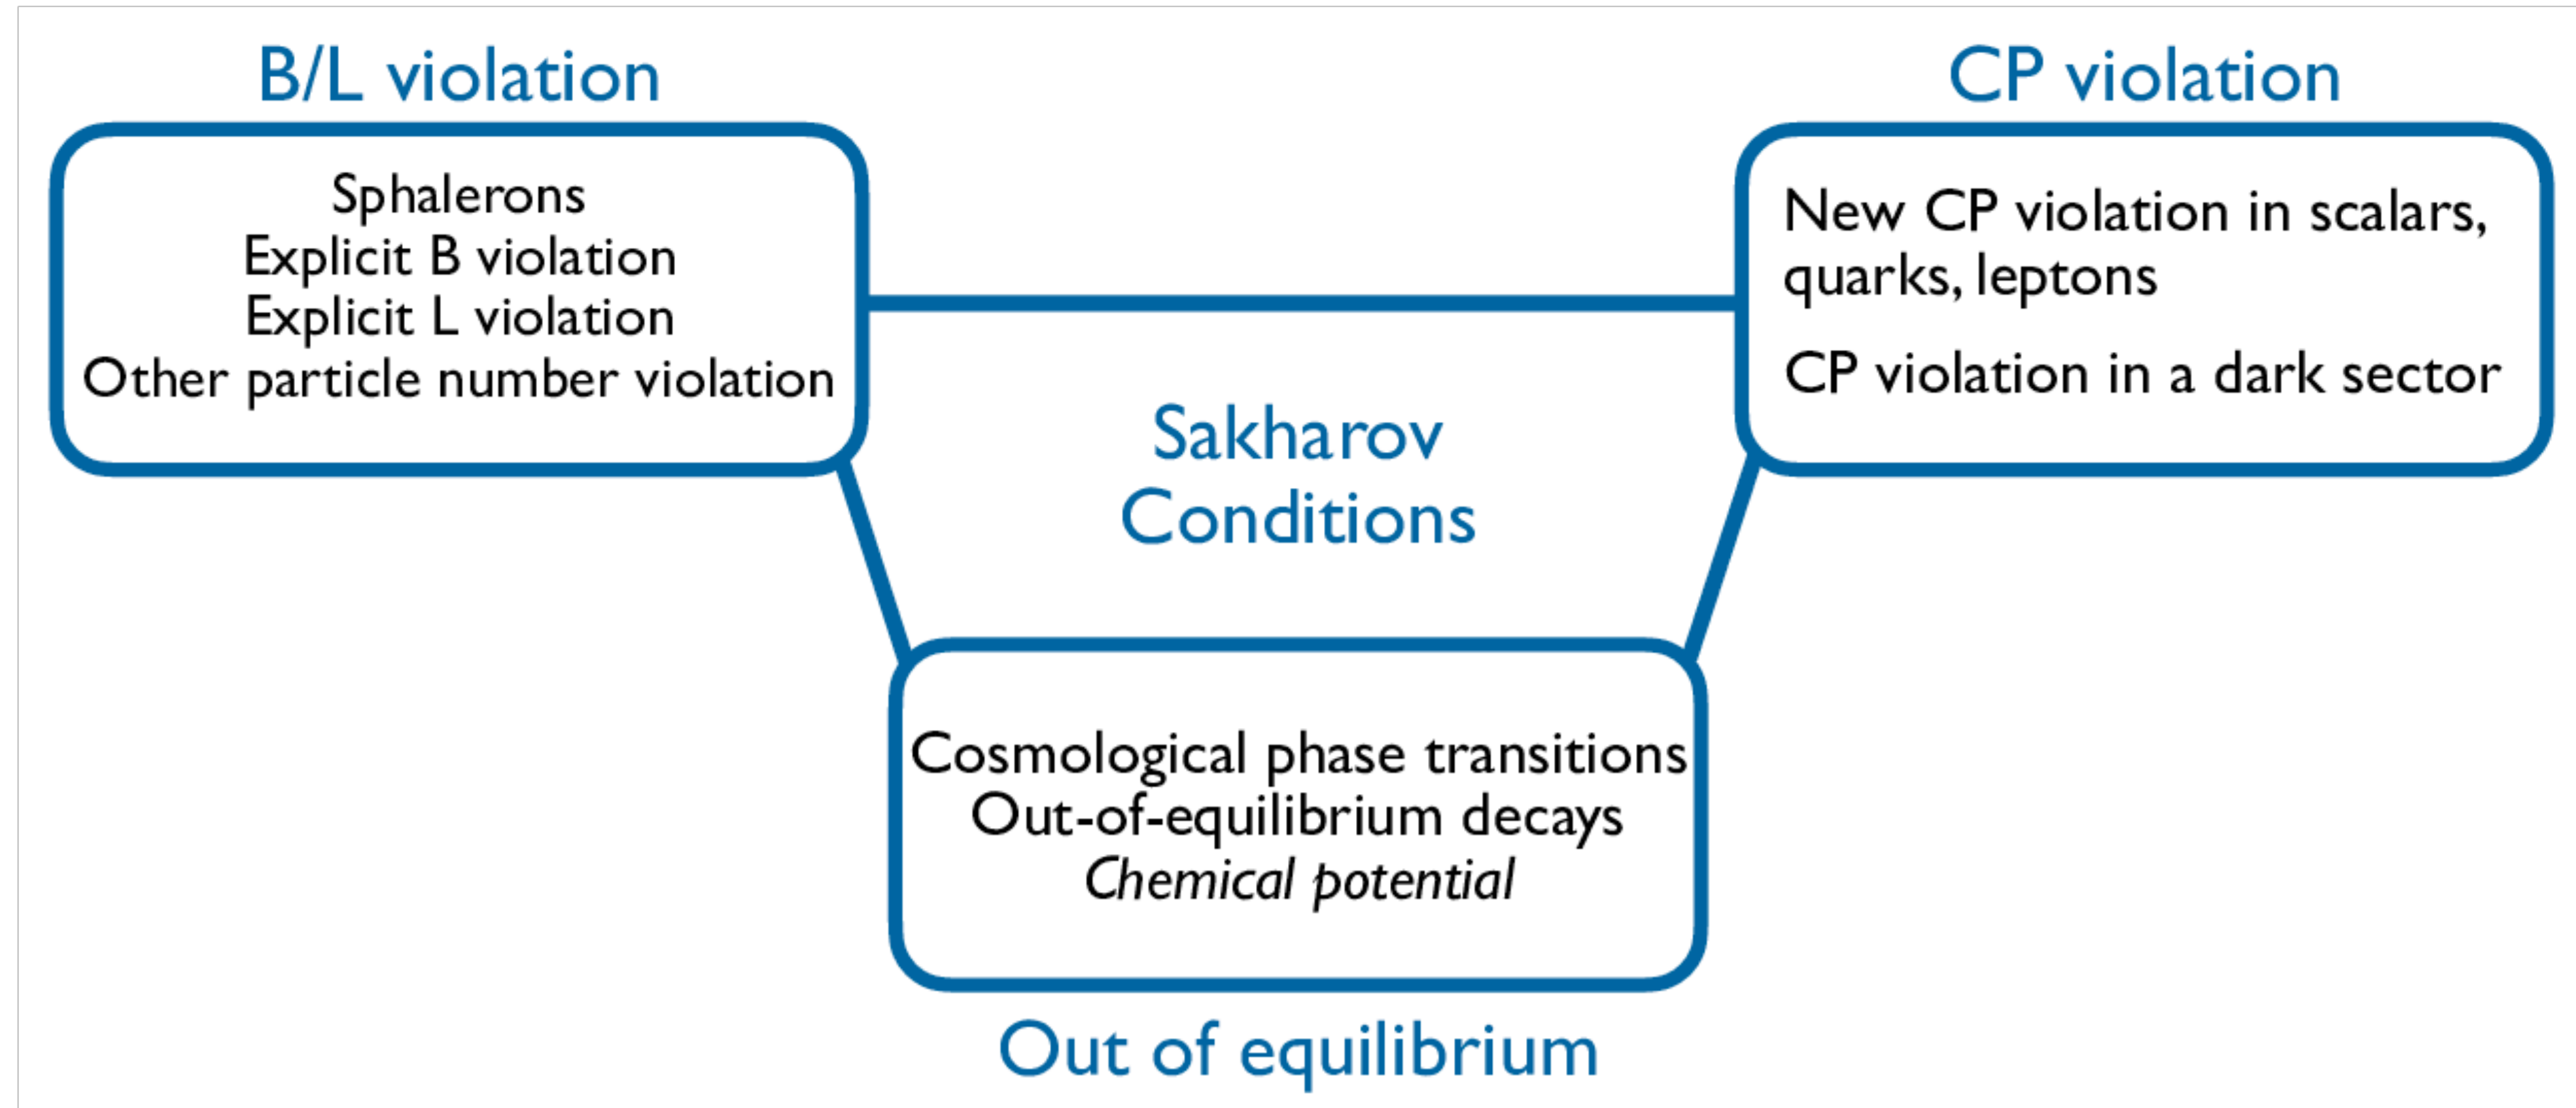 B/L violation
Sphalerons
Explicit B violation
Explicit L violation
Other particle number violation
CP violation
New CP violation in scalars,
quarks, leptons
CP violation in a dark sector
Sakharov
Conditions
Cosmological phase transitions
Out-of-equilibrium decays
Chemical potential
Out of equilibrium